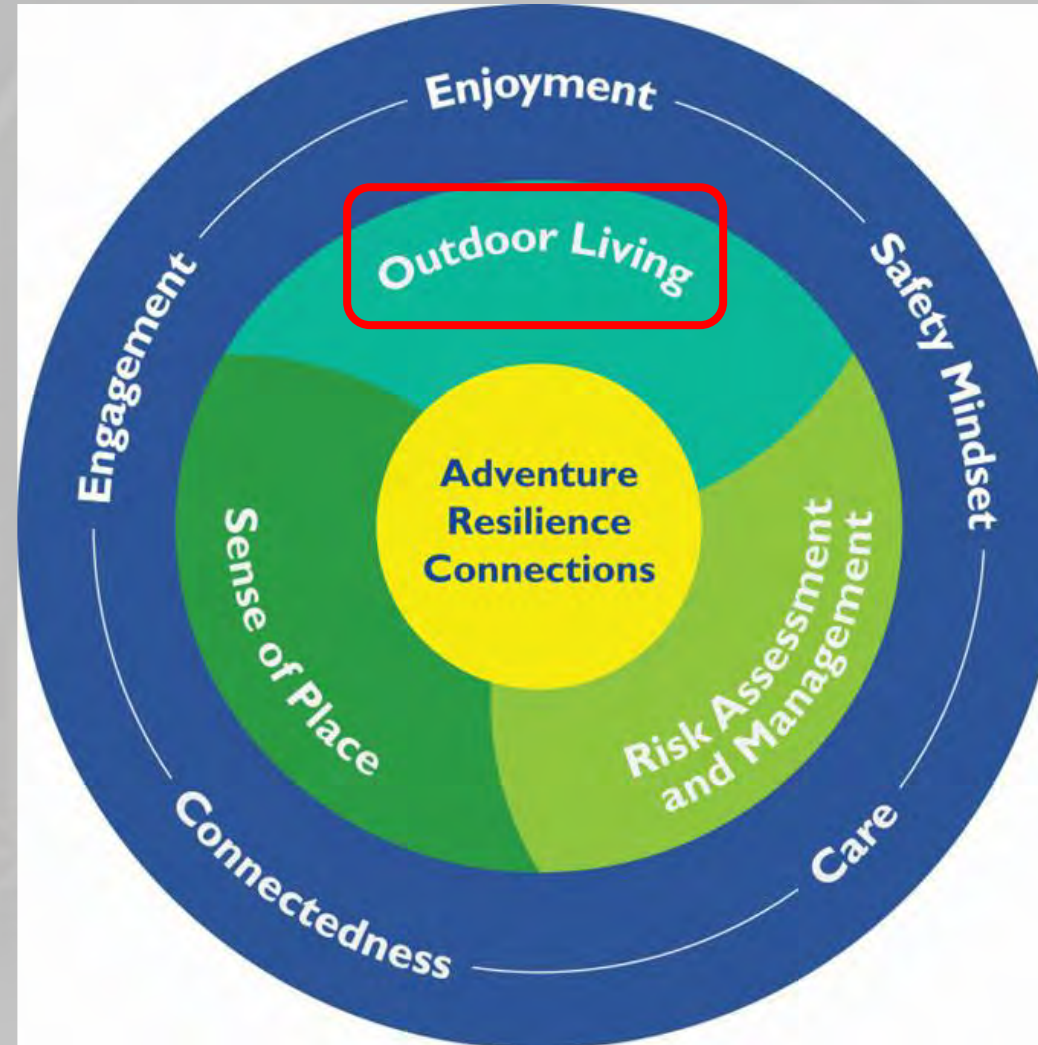 Enjoyment
Safety Mindset
Care
Connectedness
Engagement
Outdoor Living
Risk Assessment
and Management
Sense of Place
Adventure
Resilience
Connections